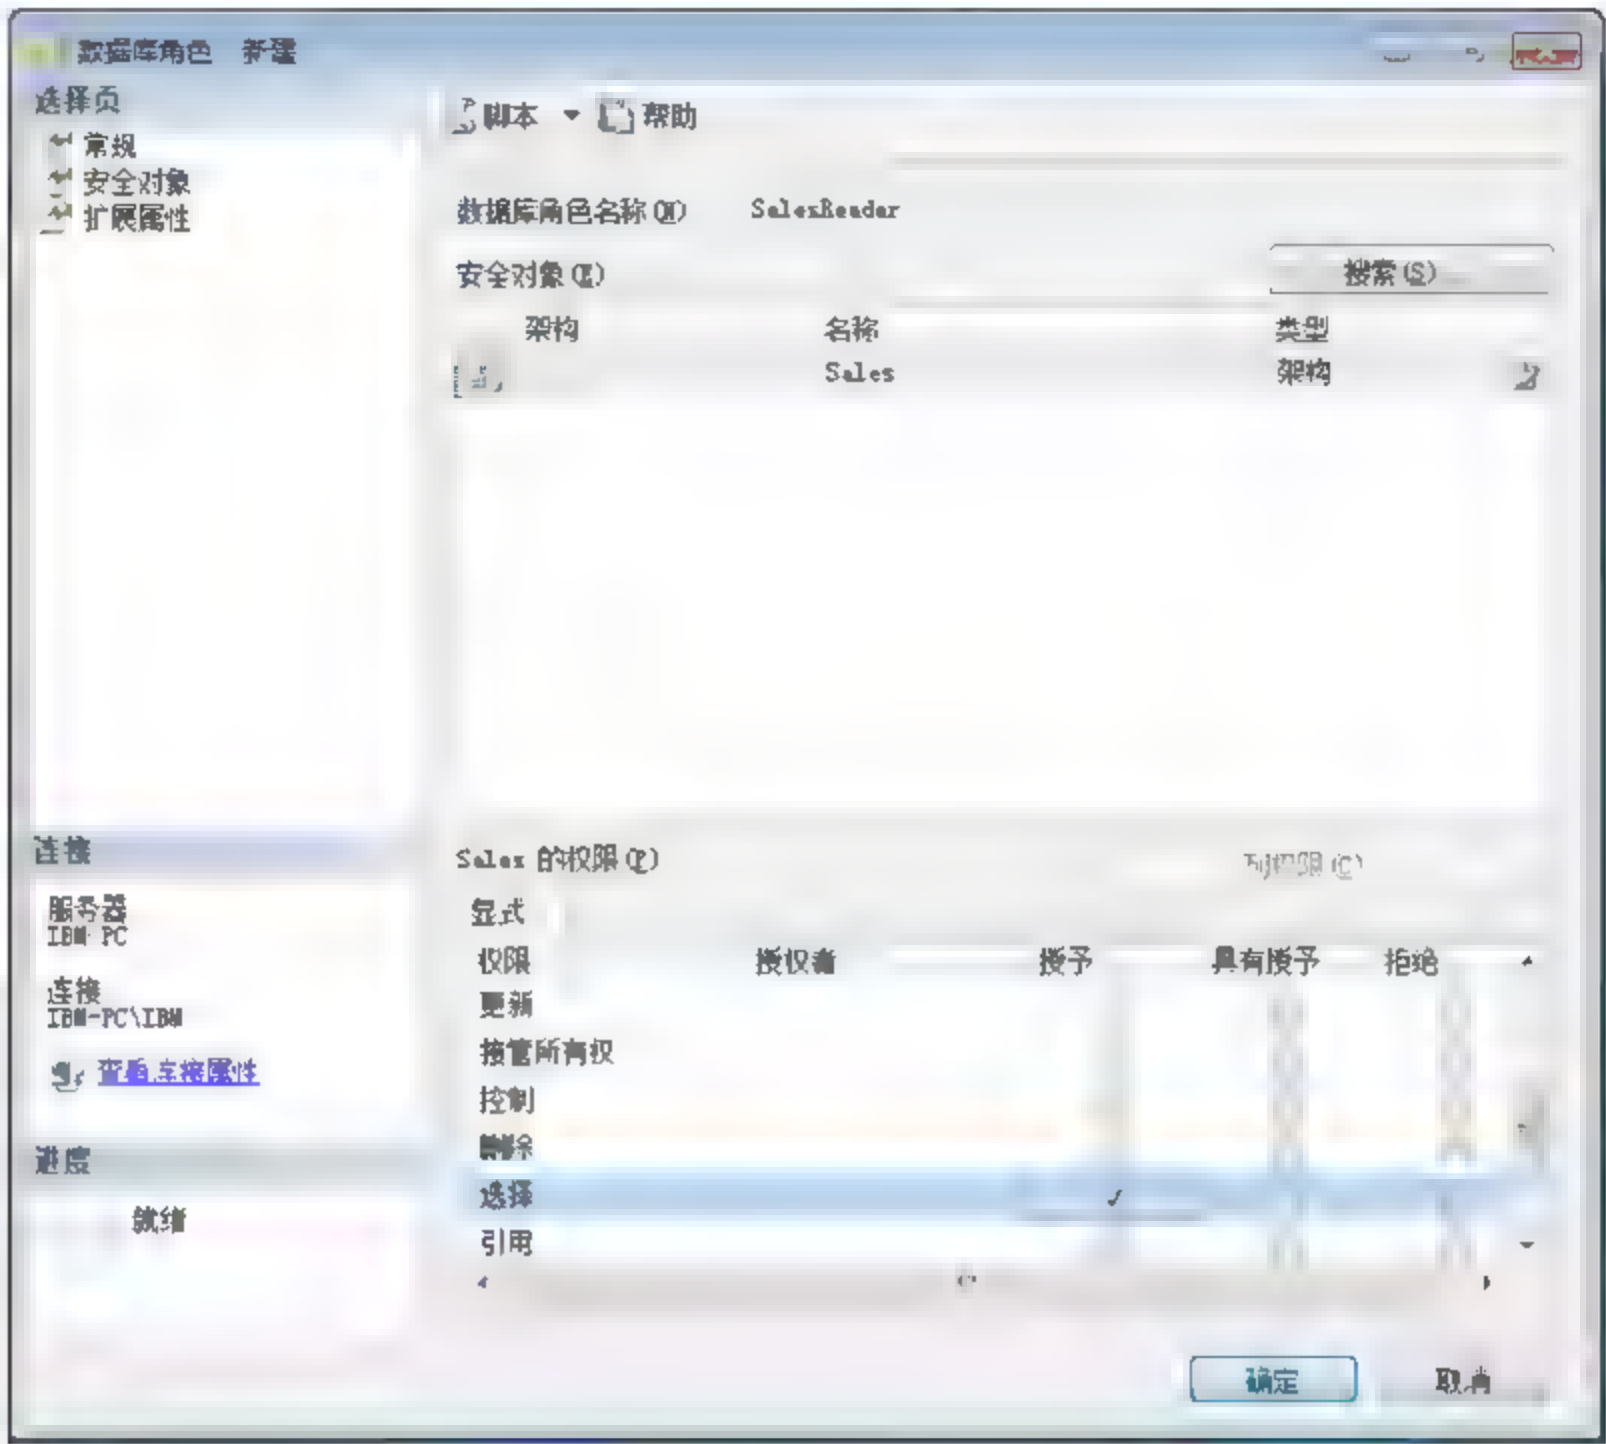 数据库角色 新建
选择页
常规
安全对象
扩展属性
脚本 帮助
数据库角色名称(N) SalesReader
安全对象(E)
搜索(S)
架构 名称 类型
Sales 架构
连接
服务器
IBM-PC
连接
IBM-PC\IBM
查看连接属性
进度
就绪
Sales 的权限(P)
列权限(C)
显式
权限 授权者 授予 具有授予 拒绝
更新
接管所有权
控制
删除
选择
引用
确定 取消